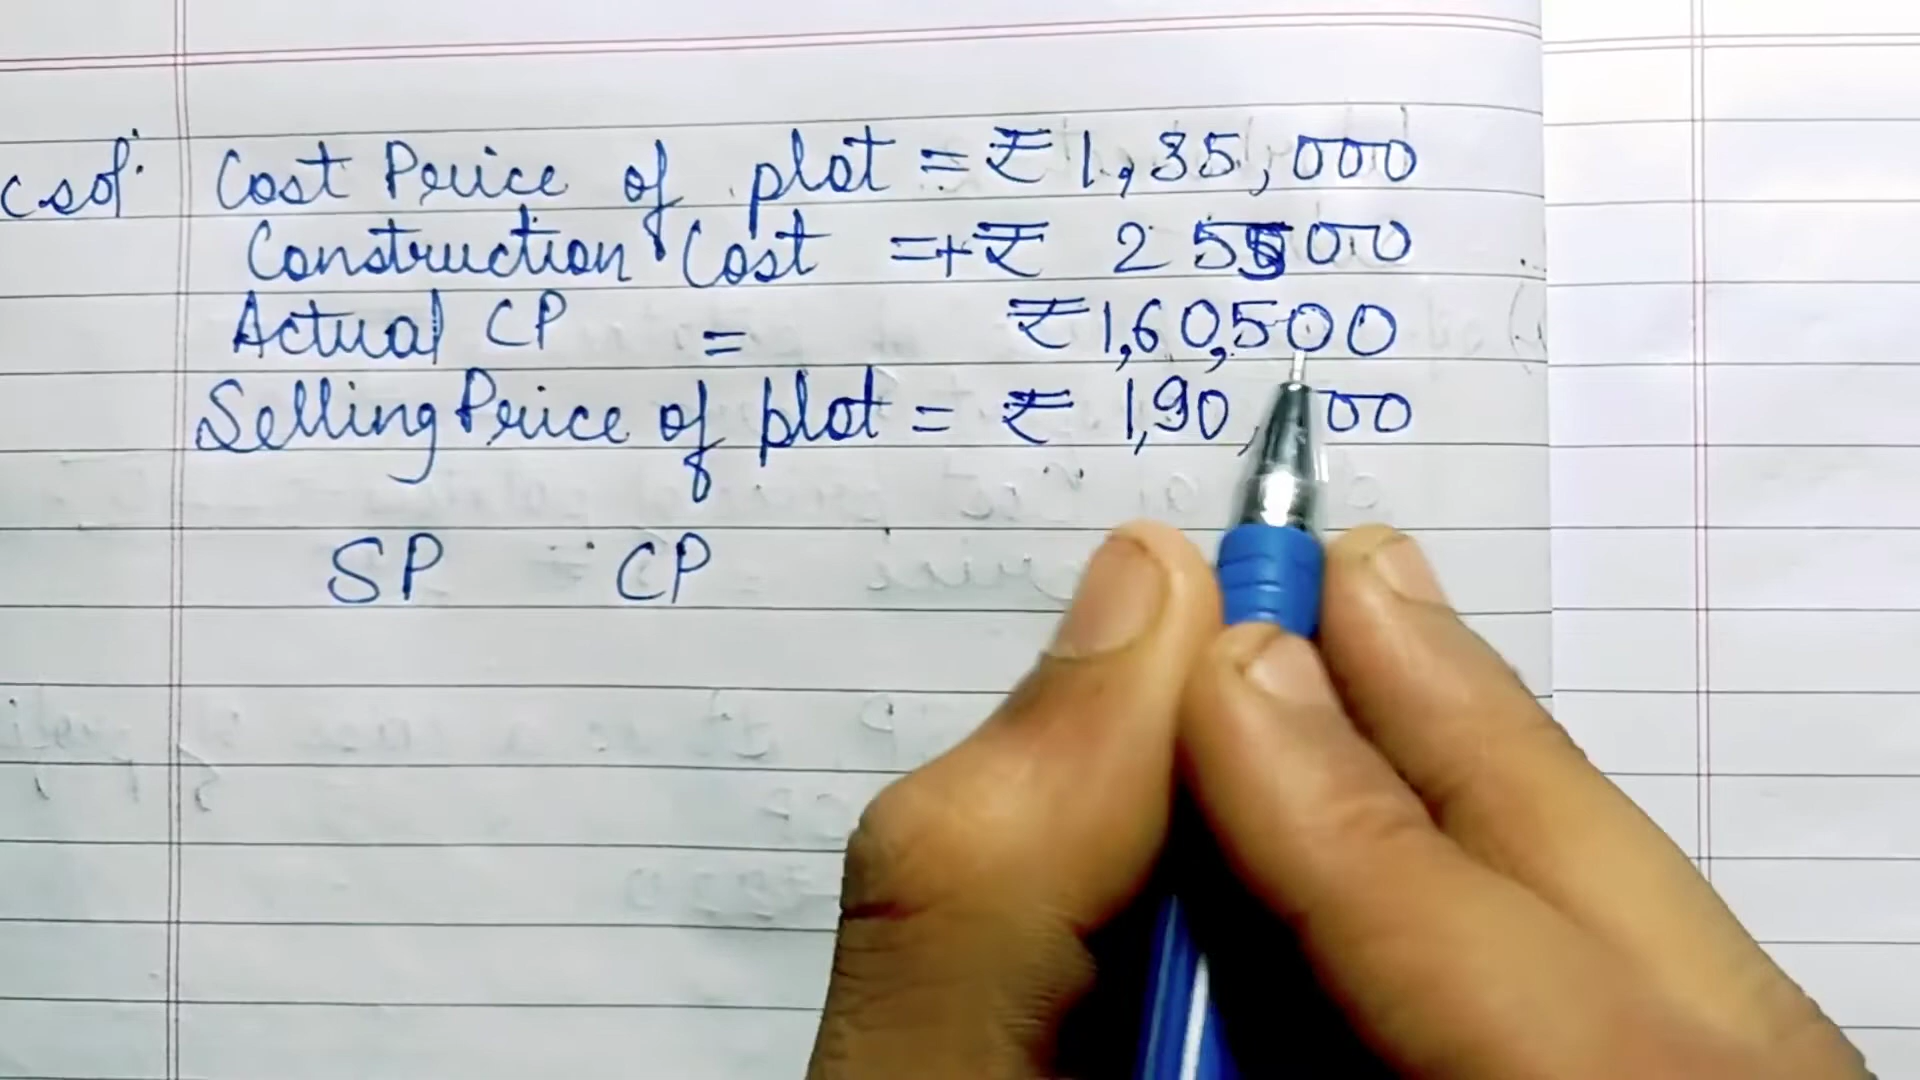 c sol. Cost Price of plot = ₹ 1,35,000
Construction Cost = + ₹ 25500
Actual CP = ₹1,60,500
Selling Price of plot = ₹ 1,90, 00
SP CP